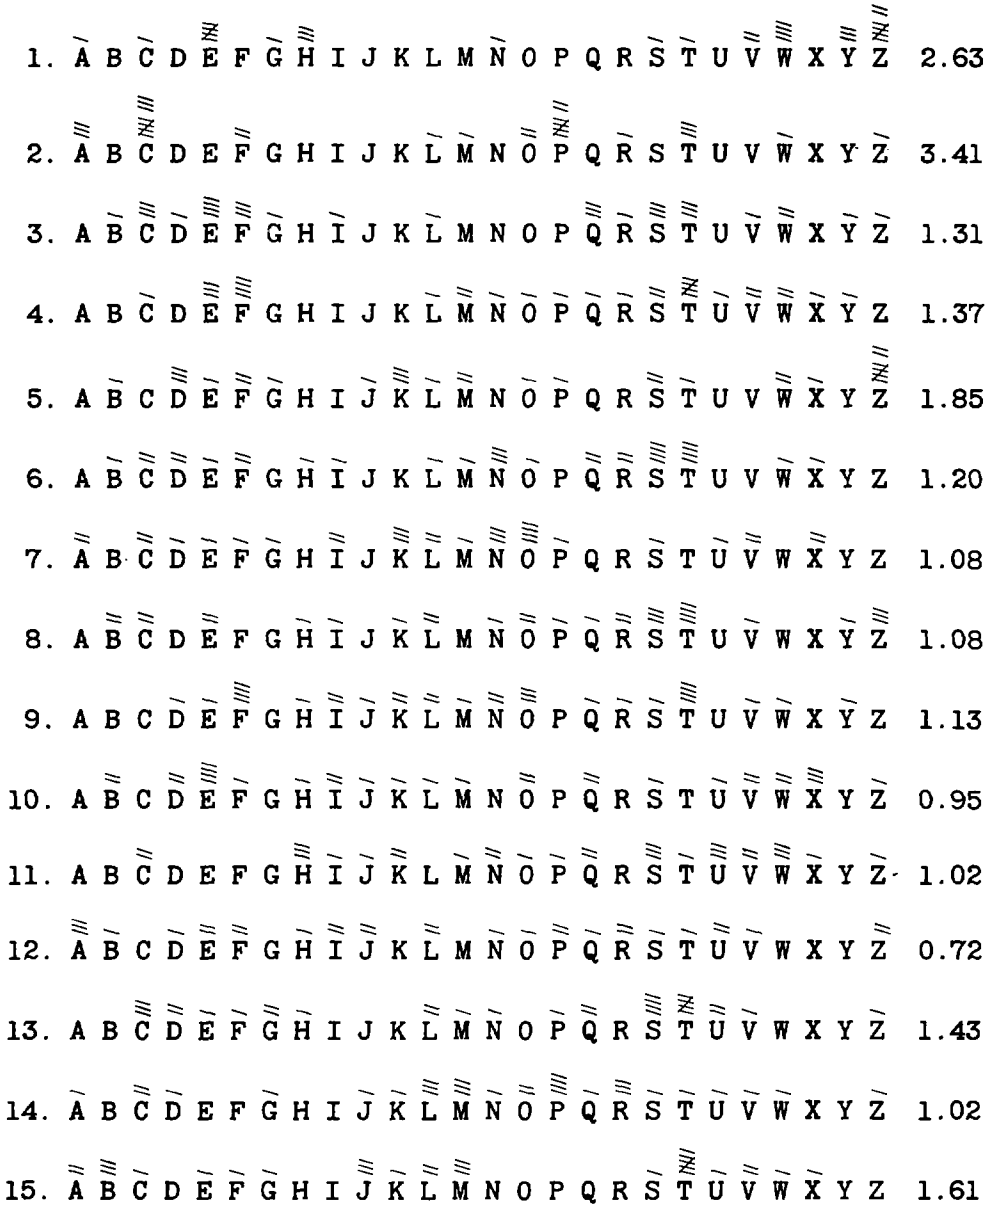 1. A B C D E F G H I J K L M N O P Q R S T U V W X Y Z 2.63
2. A B C D E F G H I J K L M N O P Q R S T U V W X Y Z 3.41
3. A B C D E F G H I J K L M N O P Q R S T U V W X Y Z 1.31
4. A B C D E F G H I J K L M N O P Q R S T U V W X Y Z 1.37
5. A B C D E F G H I J K L M N O P Q R S T U V W X Y Z 1.85
6. A B C D E F G H I J K L M N O P Q R S T U V W X Y Z 1.20
7. A B C D E F G H I J K L M N O P Q R S T U V W X Y Z 1.08
8. A B C D E F G H I J K L M N O P Q R S T U V W X Y Z 1.08
9. A B C D E F G H I J K L M N O P Q R S T U V W X Y Z 1.13
10. A B C D E F G H I J K L M N O P Q R S T U V W X Y Z 0.95
11. A B C D E F G H I J K L M N O P Q R S T U V W X Y Z 1.02
12. A B C D E F G H I J K L M N O P Q R S T U V W X Y Z 0.72
13. A B C D E F G H I J K L M N O P Q R S T U V W X Y Z 1.43
14. A B C D E F G H I J K L M N O P Q R S T U V W X Y Z 1.02
15. A B C D E F G H I J K L M N O P Q R S T U V W X Y Z 1.61